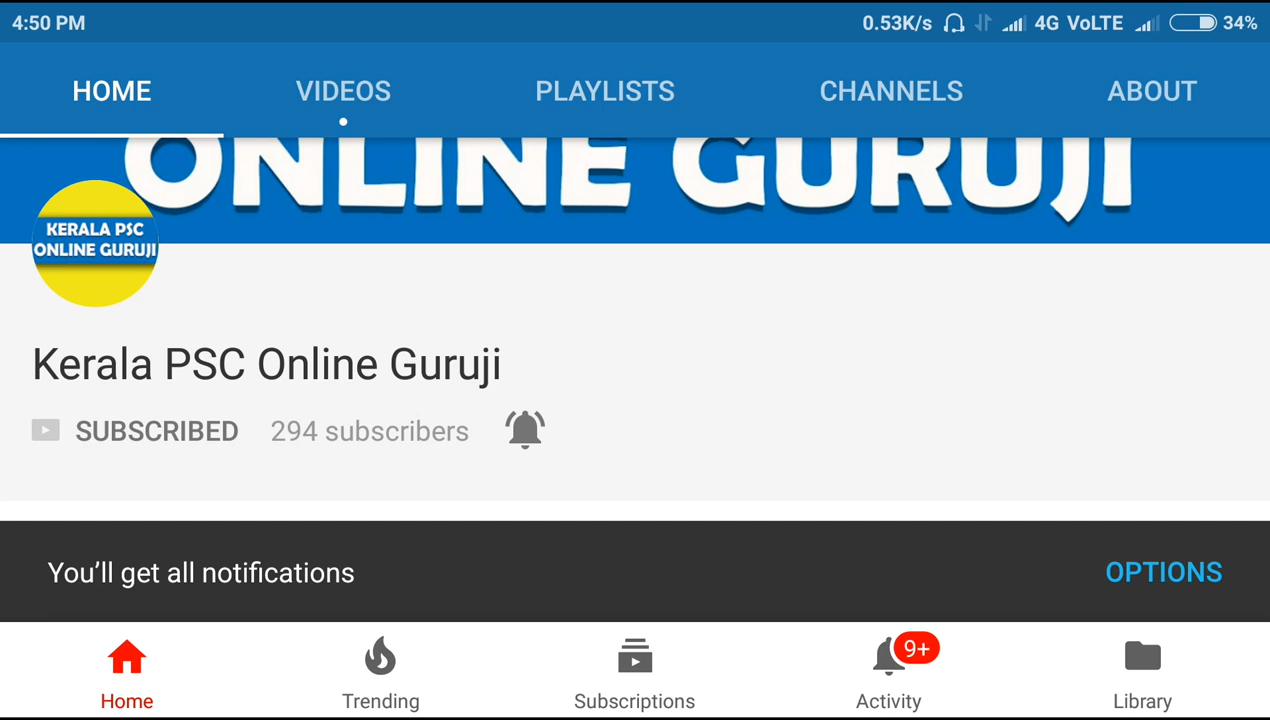 4:50 PM 0.53K/s 4G VoLTE 34%
HOME VIDEOS PLAYLISTS CHANNELS ABOUT
ONLINE GURUJI
KERALA PSC
ONLINE GURUJI
Kerala PSC Online Guruji
SUBSCRIBED 294 subscribers
You’ll get all notifications OPTIONS
9+
Home Trending Subscriptions Activity Library